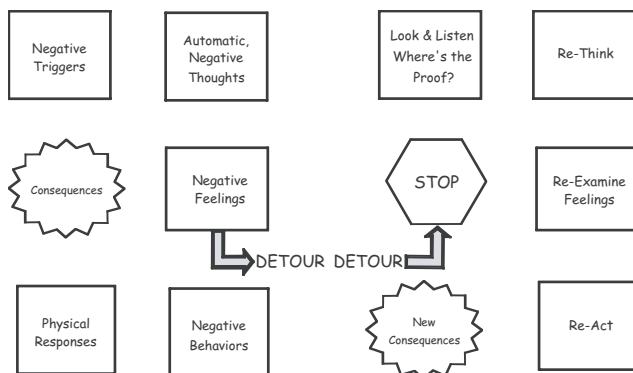 Negative
Triggers
Automatic,
Negative
Thoughts
Look & Listen
Where's the
Proof?
Re-Think
Consequences
Negative
Feelings
STOP
Re-Examine
Feelings
DETOUR DETOUR
Physical
Responses
Negative
Behaviors
New
Consequences
Re-Act